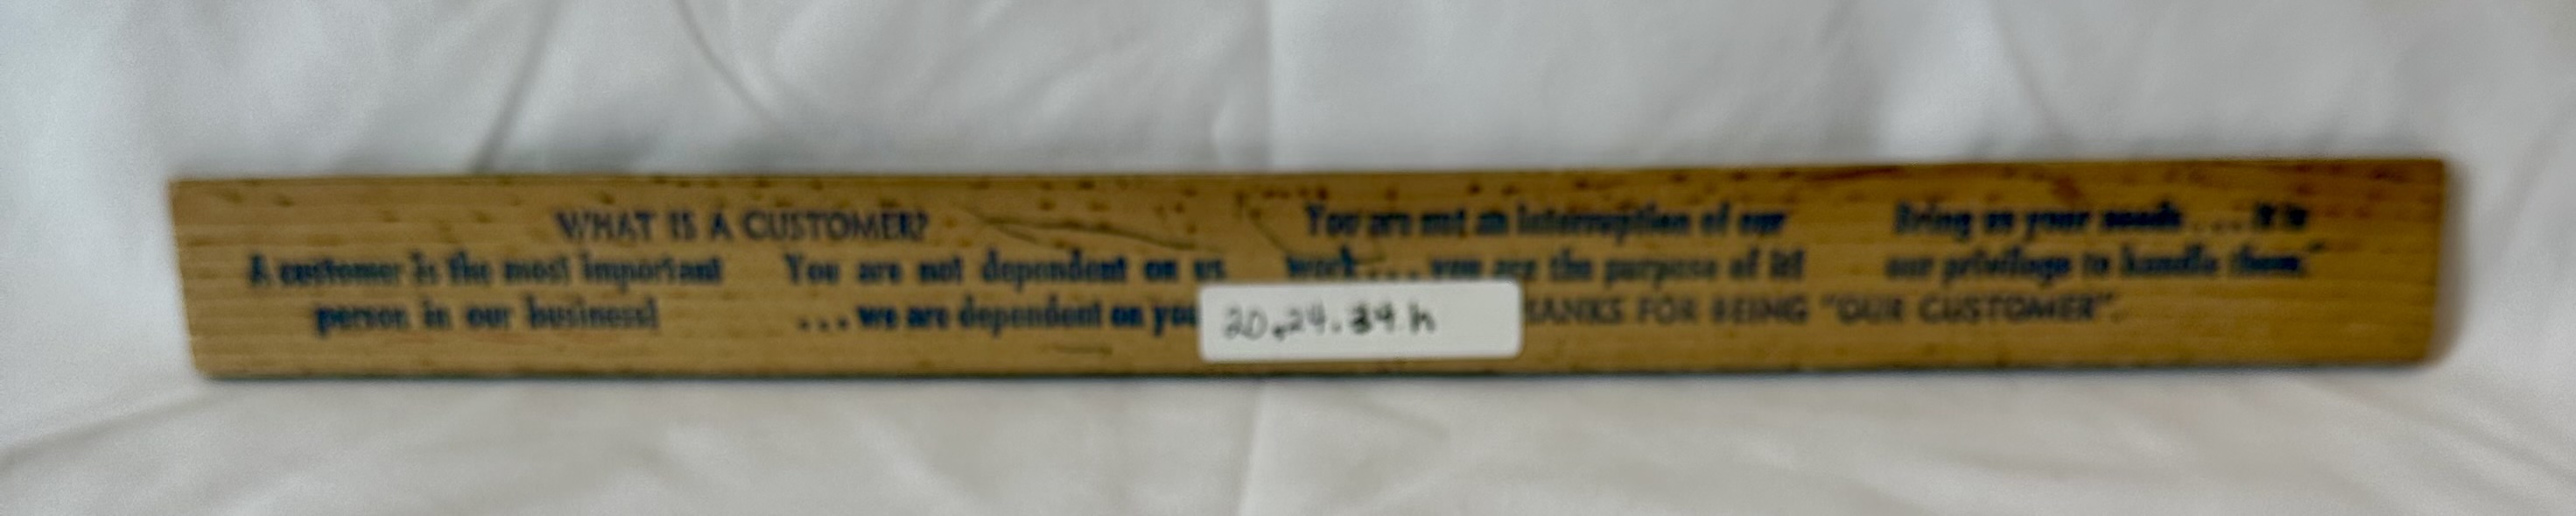 WHAT IS A CUSTOMER?
A customer is the most important
person in our business!
You are not dependent on us
... we are dependent on you
You are not an interruption of our
work.... you are the purpose of it!
Bring us your needs .... it is
our privilege to handle them."
HANKS FOR BEING "OUR CUSTOMER".
20.24.34.h